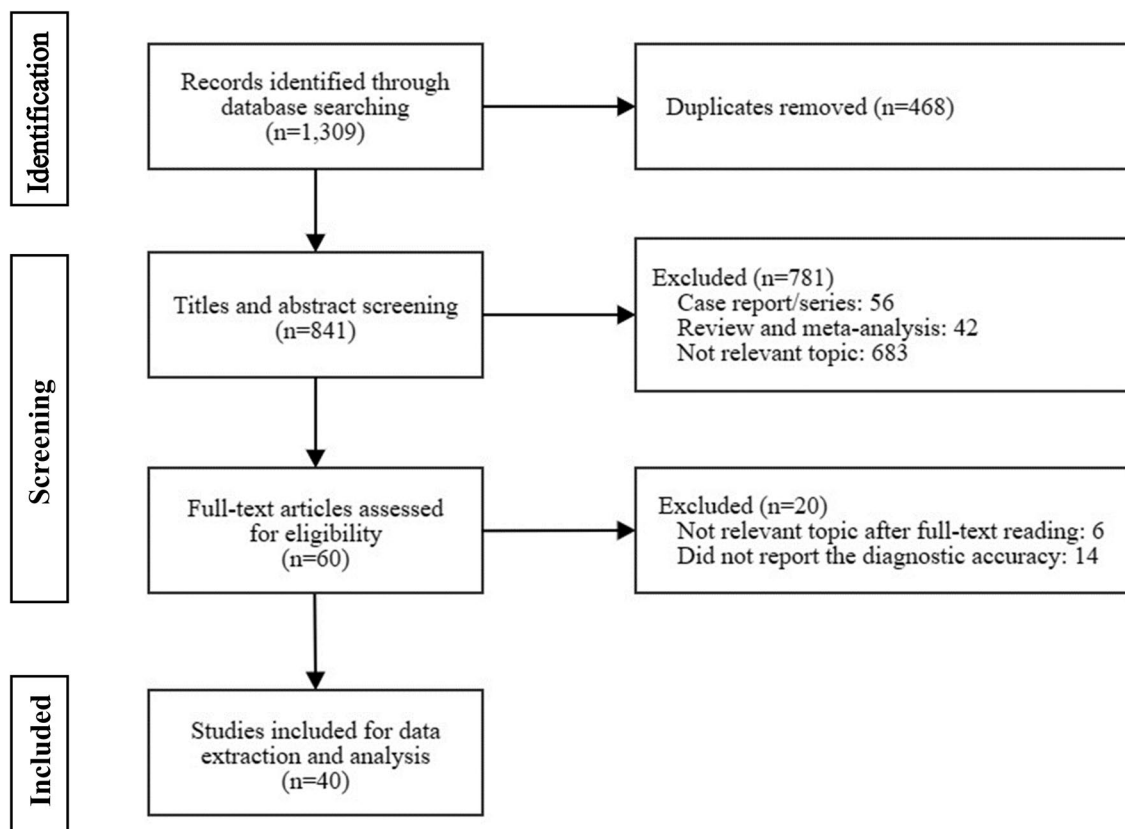 Identification
Records identified through
database searching
(n=1,309)
Duplicates removed (n=468)
Screening
Titles and abstract screening
(n=841)
Excluded (n=781)
Case report/series: 56
Review and meta-analysis: 42
Not relevant topic: 683
Full-text articles assessed
for eligibility
(n=60)
Excluded (n=20)
Not relevant topic after full-text reading: 6
Did not report the diagnostic accuracy: 14
Included
Studies included for data
extraction and analysis
(n=40)